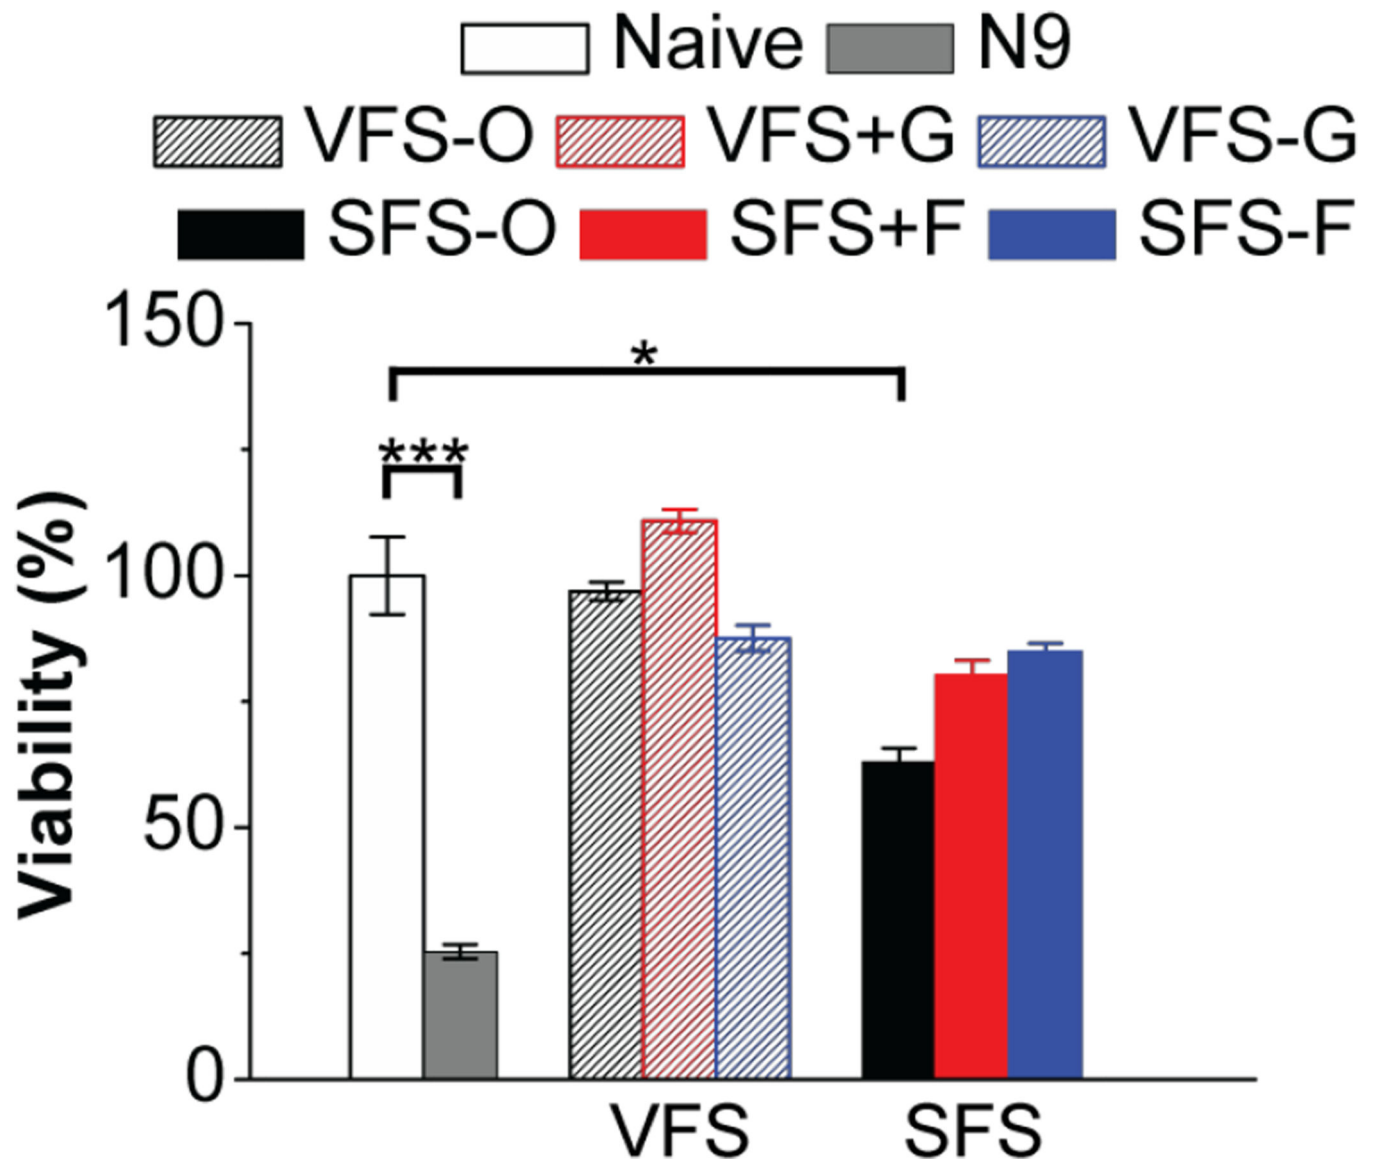 Naive N9
VFS-O VFS+G VFS-G
SFS-O SFS+F SFS-F
150
*
***
100
50
0
Viability (%)
VFS SFS